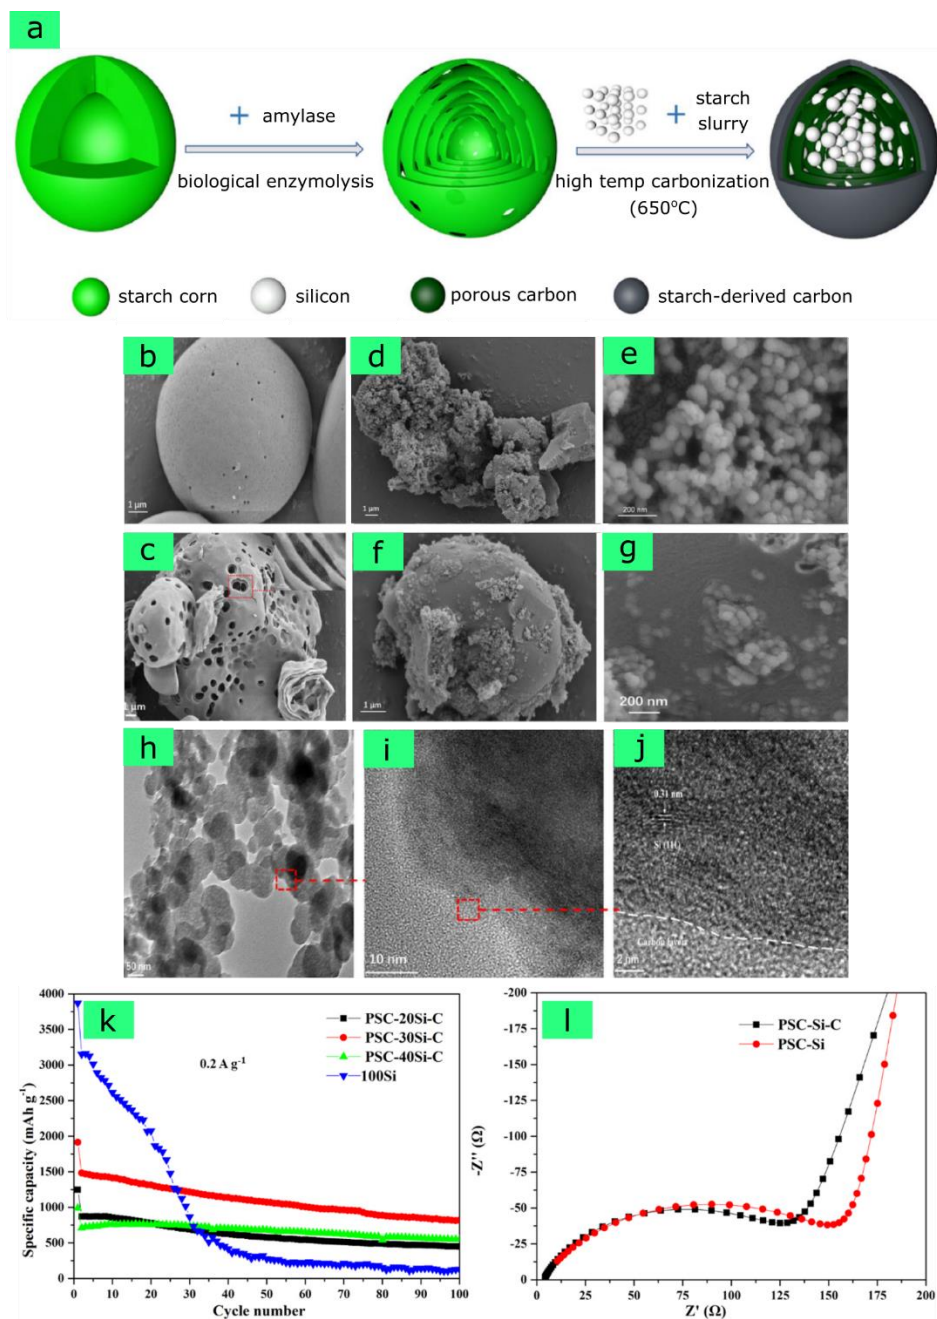 a
+ amylase
biological enzymolysis
+ starch
slurry
high temp carbonization
(650°C)
starch corn
silicon
porous carbon
starch-derived carbon
b
1 μm
d
1 μm
e
200 nm
c
1 μm
f
1 μm
g
200 nm
h
50 nm
i
10 nm
j
0.31 nm
2 nm
k
4000
3500
3000
2500
2000
1500
1000
500
0
Specific capacity (mAh g⁻¹)
0.2 A g⁻¹
PSC-20Si-C
PSC-30Si-C
PSC-40Si-C
100Si
0 10 20 30 40 50 60 70 80 90 100
Cycle number
l
-200
-175
-150
-125
-100
-75
-50
-25
0
-Z'' (Ω)
PSC-Si-C
PSC-Si
0 25 50 75 100 125 150 175 200
Z' (Ω)